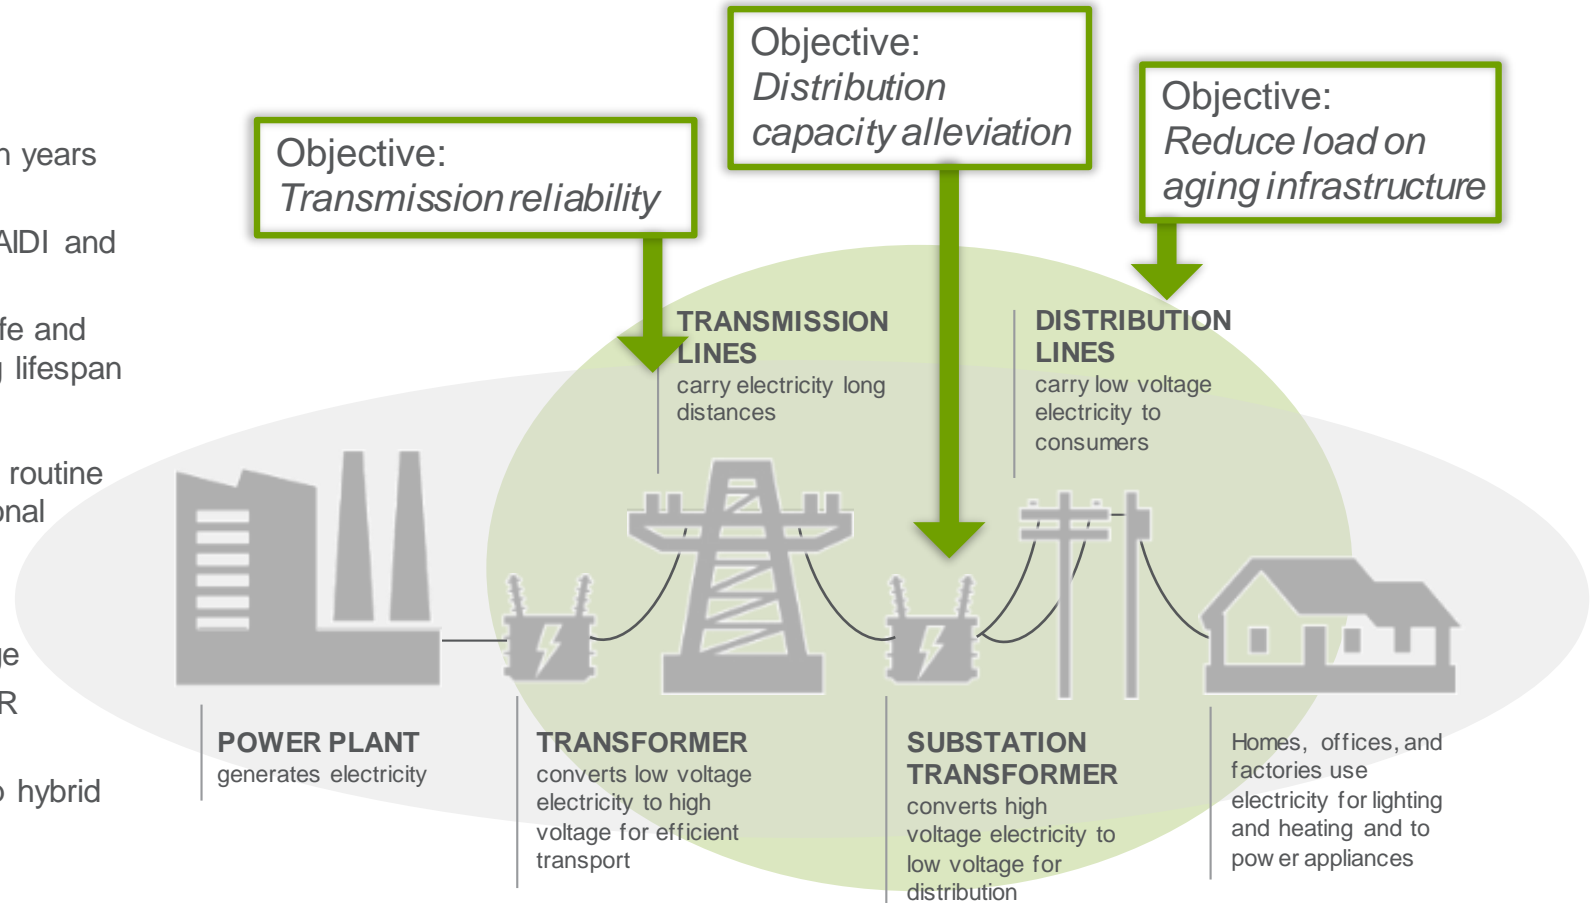 n years
AIDI and
fe and
g lifespan
routine
onal
ge
R
o hybrid
Objective:
Transmission reliability
Objective:
Distribution
capacity alleviation
Objective:
Reduce load on
aging infrastructure
TRANSMISSION
LINES
carry electricity long
distances
DISTRIBUTION
LINES
carry low voltage
electricity to
consumers
POWER PLANT
generates electricity
TRANSFORMER
converts low voltage
electricity to high
voltage for efficient
transport
SUBSTATION
TRANSFORMER
converts high
voltage electricity to
low voltage for
distribution
Homes, offices, and
factories use
electricity for lighting
and heating and to
power appliances